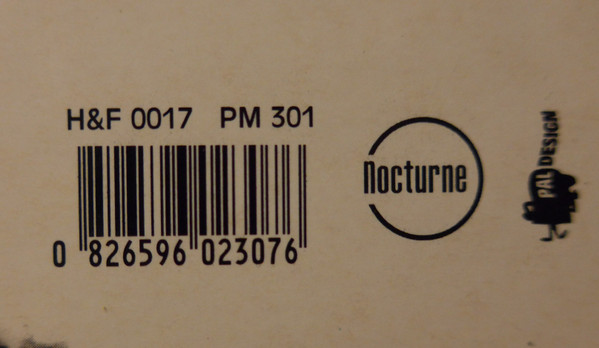 H&F 0017 PM 301
0 826596 023076
Nocturne
PAL DESIGN